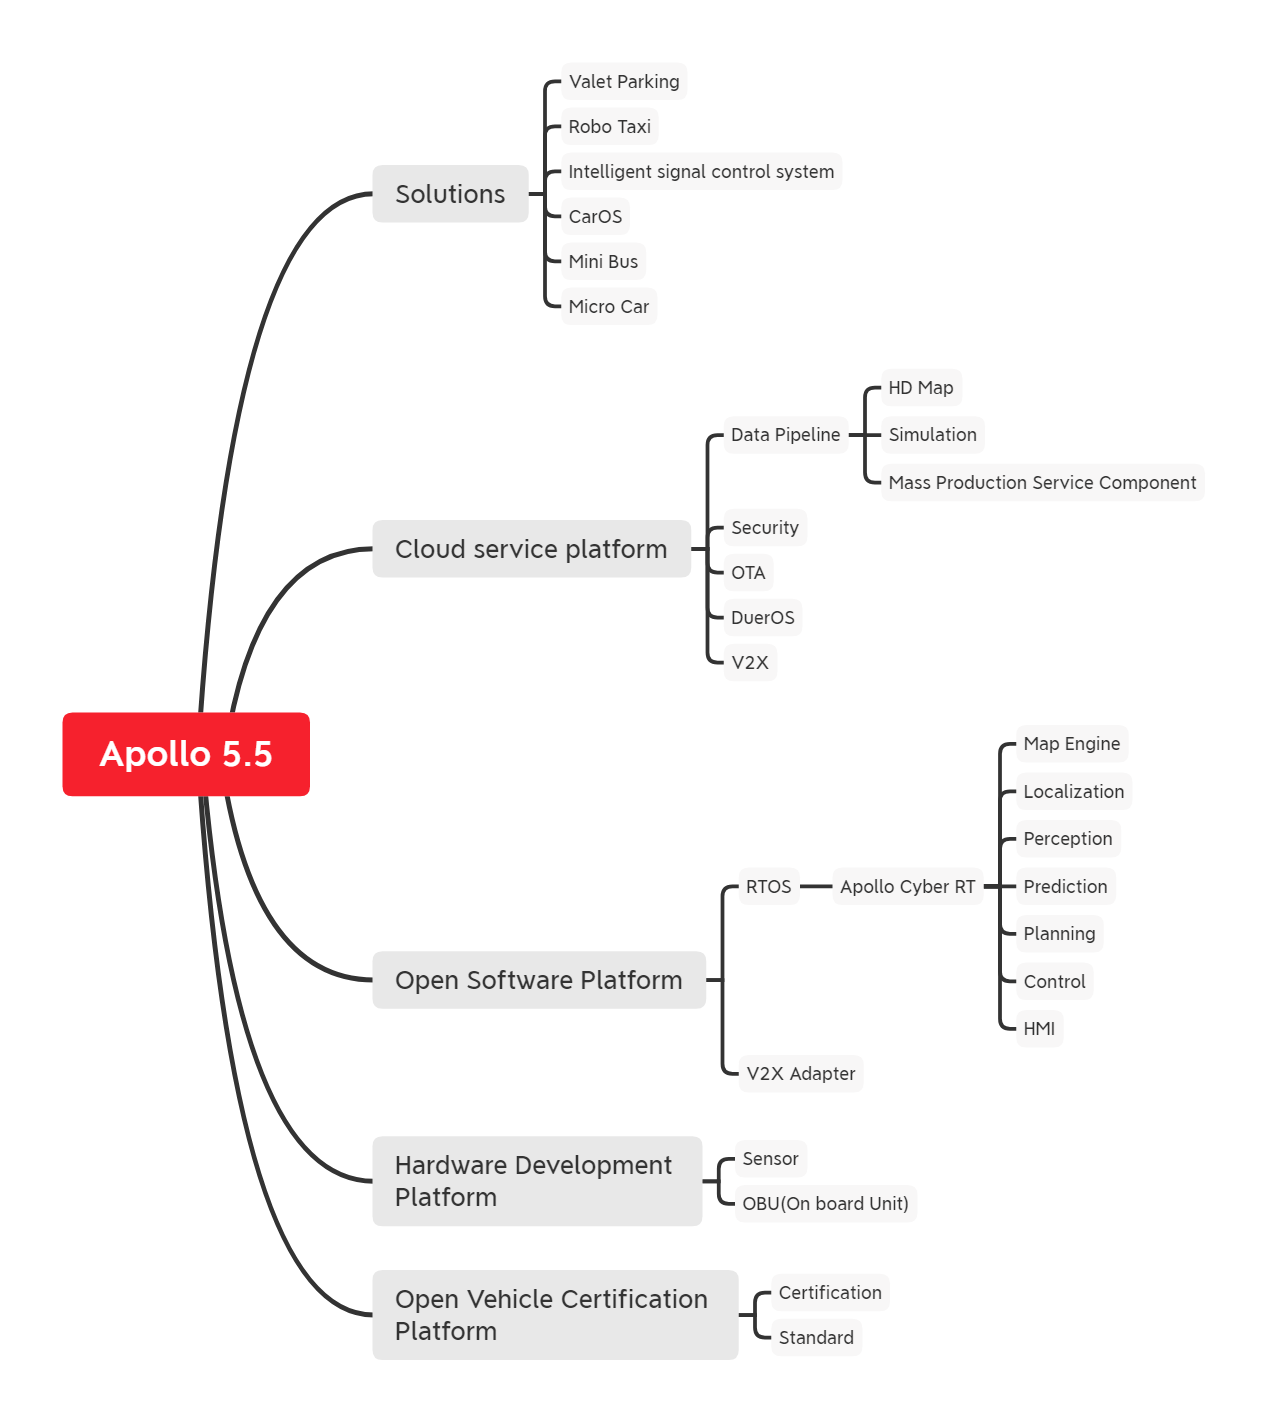 Apollo 5.5
Solutions
Valet Parking
Robo Taxi
Intelligent signal control system
CarOS
Mini Bus
Micro Car
Cloud service platform
Data Pipeline
HD Map
Simulation
Mass Production Service Component
Security
OTA
DuerOS
V2X
Open Software Platform
RTOS
Apollo Cyber RT
Map Engine
Localization
Perception
Prediction
Planning
Control
HMI
V2X Adapter
Hardware Development
Platform
Sensor
OBU(On board Unit)
Open Vehicle Certification
Platform
Certification
Standard